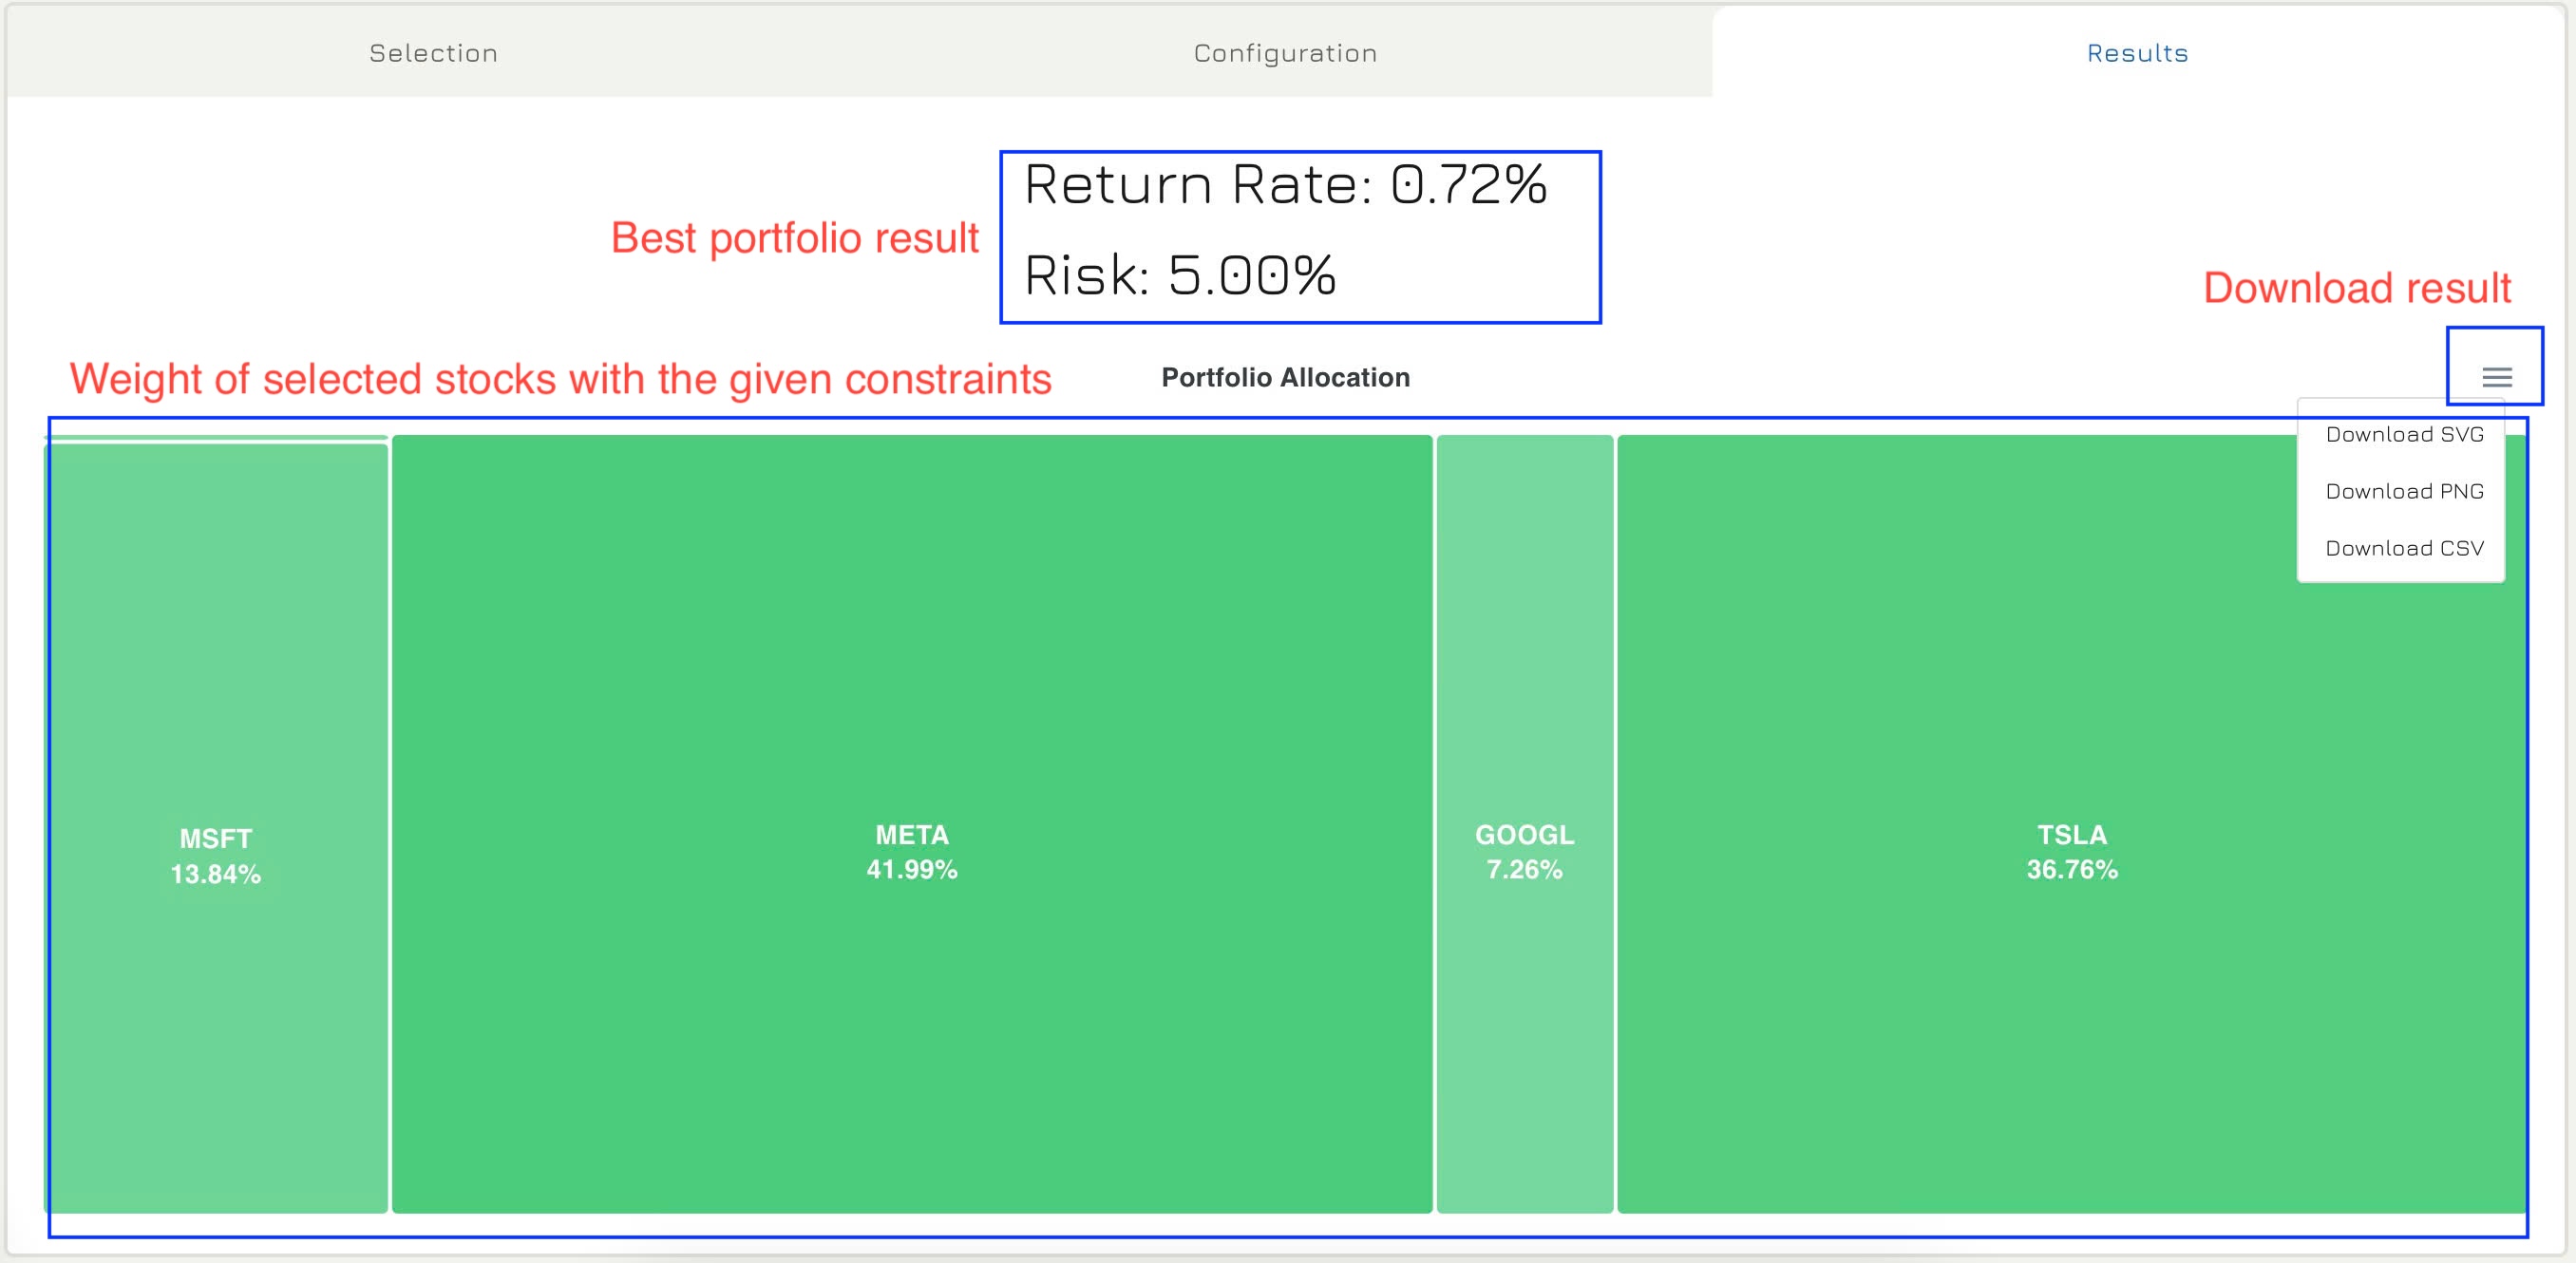 Selection
Configuration
Results
Return Rate: 0.72%
Best portfolio result
Risk: 5.00%
Download result
Weight of selected stocks with the given constraints
Portfolio Allocation
Download SVG
Download PNG
Download CSV
MSFT
13.84%
META
41.99%
GOOGL
7.26%
TSLA
36.76%